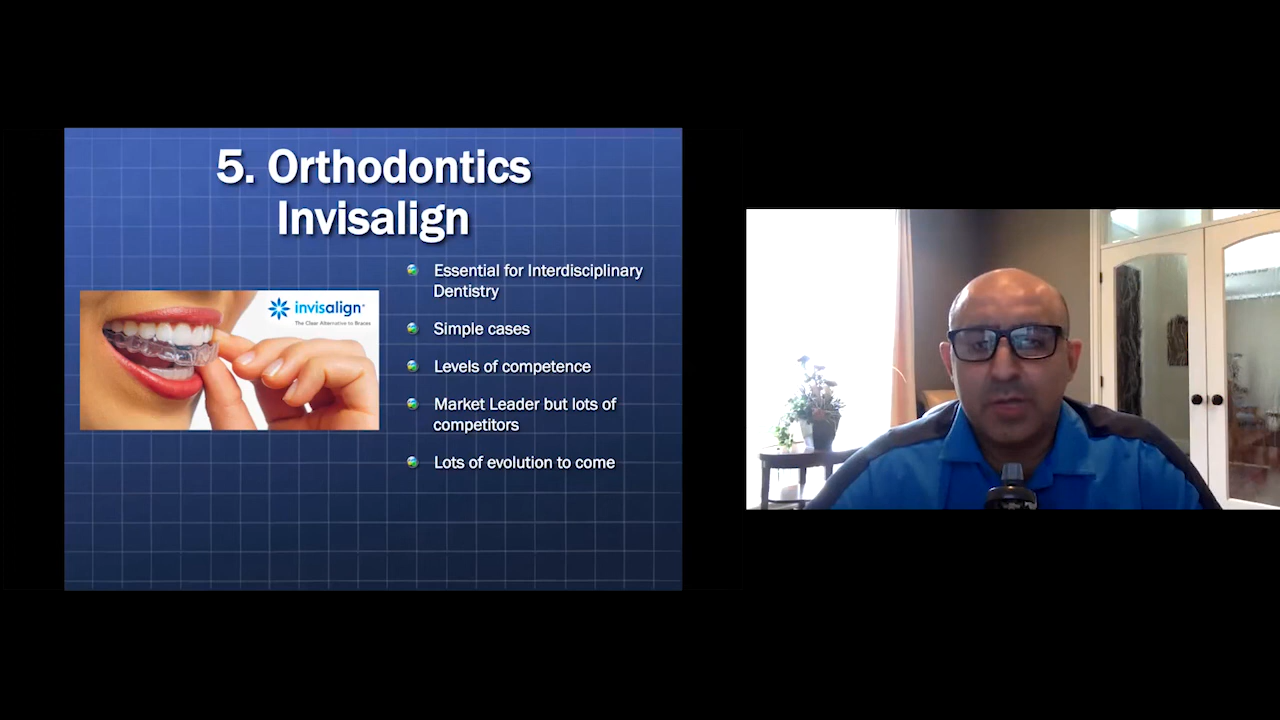 5. Orthodontics
Invisalign
invisalign
The Clear Alternative to Braces
Essential for Interdisciplinary
Dentistry
Simple cases
Levels of competence
Market Leader but lots of
competitors
Lots of evolution to come